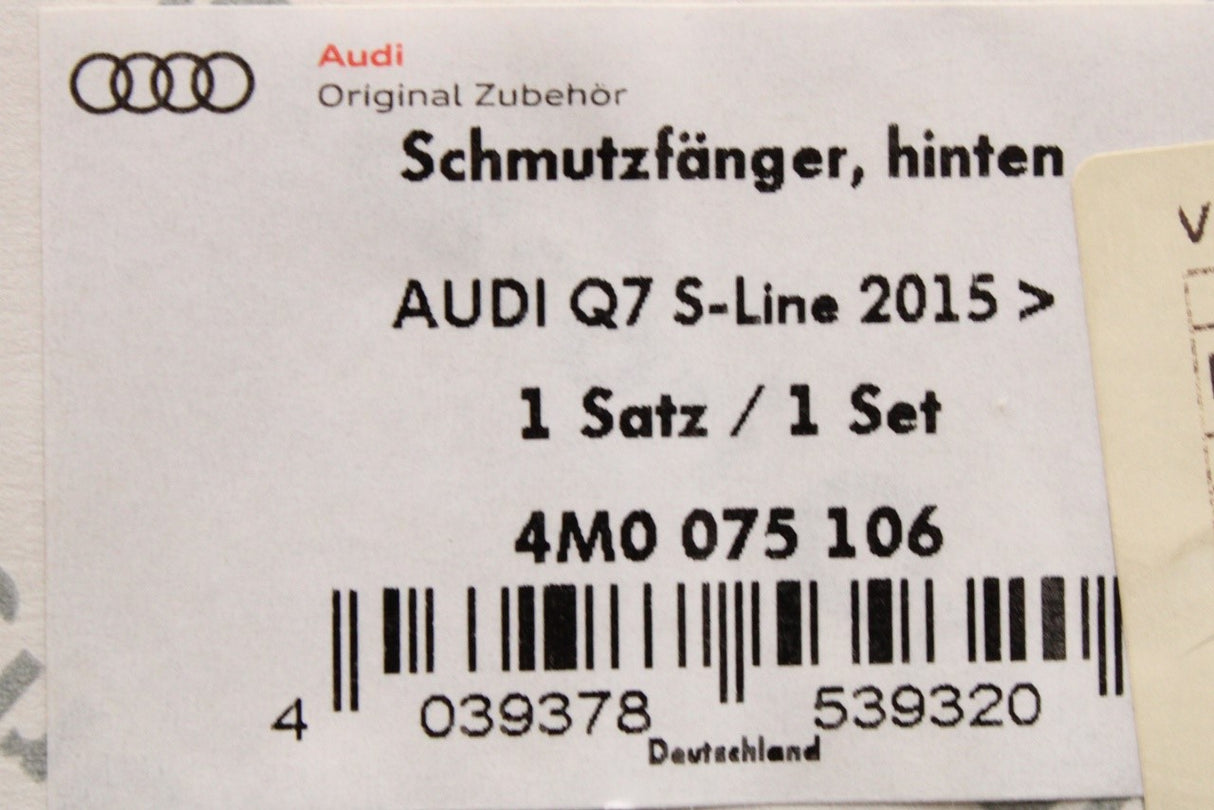 Audi
Original Zubehör
Schmutzfänger, hinten
AUDI Q7 S-Line 2015 >
1 Satz / 1 Set
4M0 075 106
4 039378 539320
Deutschland